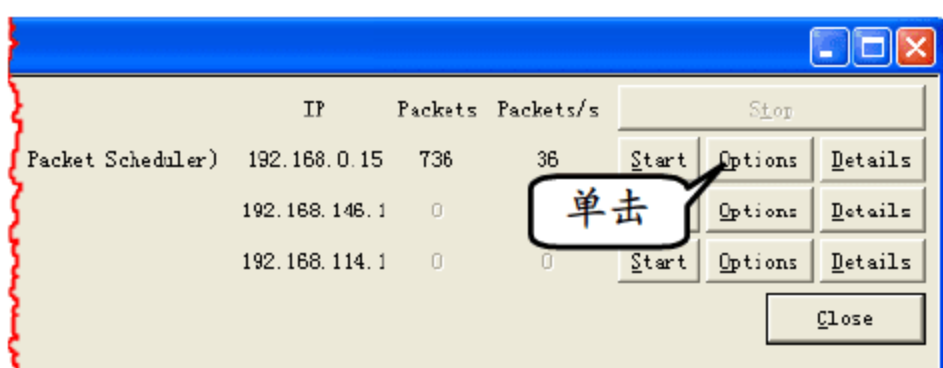 IP Packets Packets/s Stop
Packet Scheduler) 192.168.0.15 736 36 Start Options Details
192.168.146.1 0 Options Details
单击
192.168.114.1 0 0 Start Options Details
Close